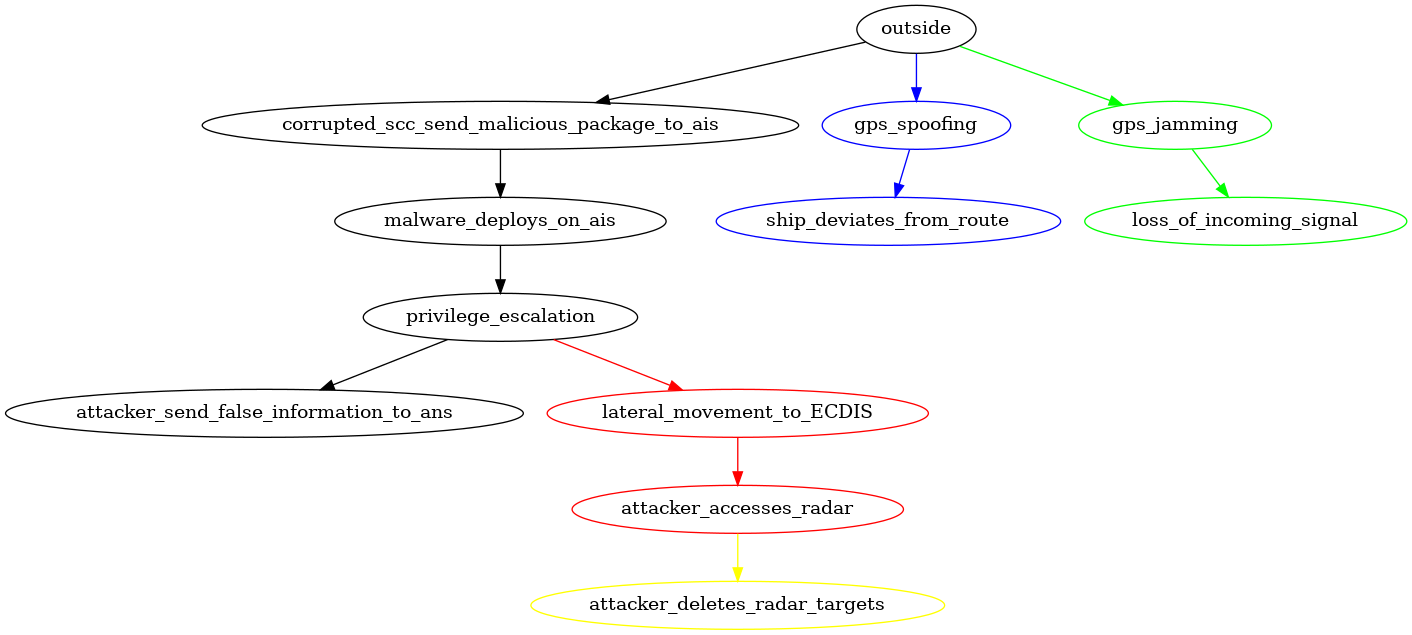 outside
corrupted_scc_send_malicious_package_to_ais
gps_spoofing
gps_jamming
malware_deploys_on_ais
ship_deviates_from_route
loss_of_incoming_signal
privilege_escalation
attacker_send_false_information_to_ans
lateral_movement_to_ECDIS
attacker_accesses_radar
attacker_deletes_radar_targets